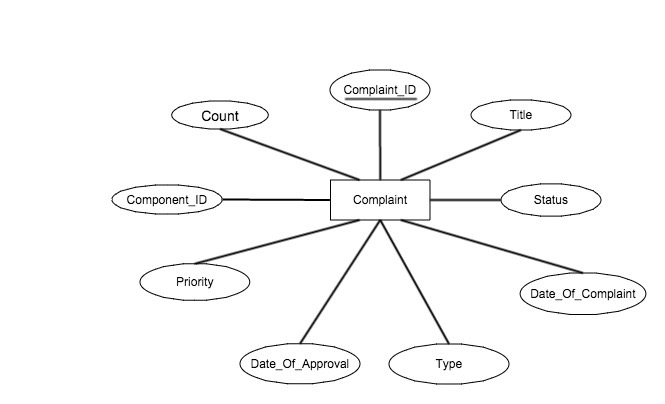 Complaint_ID
Count
Title
Component_ID
Complaint
Status
Priority
Date_Of_Complaint
Date_Of_Approval
Type